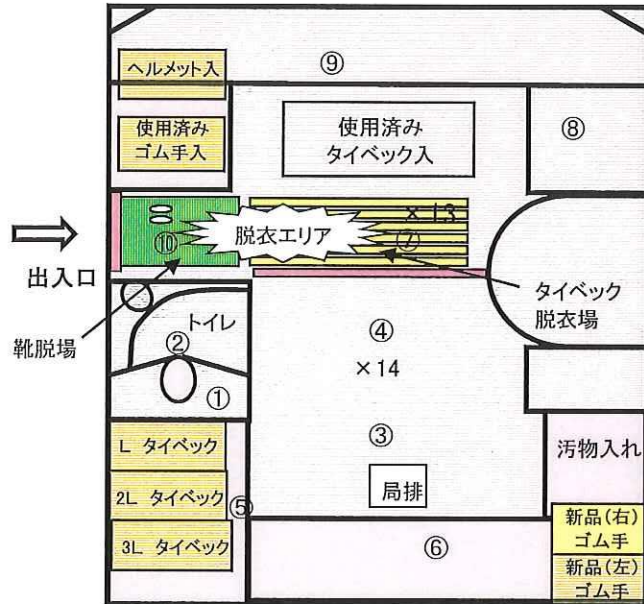 ⑨
ヘルメット入
使用済み
ゴム手入
使用済み
タイベック入
⑧
×13
脱衣エリア
⑩
⑦
出入口
タイベック
脱衣場
靴脱場
トイレ
②
①
④
×14
③
局排
L タイベック
2L タイベック
3L タイベック
⑤
⑥
汚物入れ
新品(右)
ゴム手
新品(左)
ゴム手